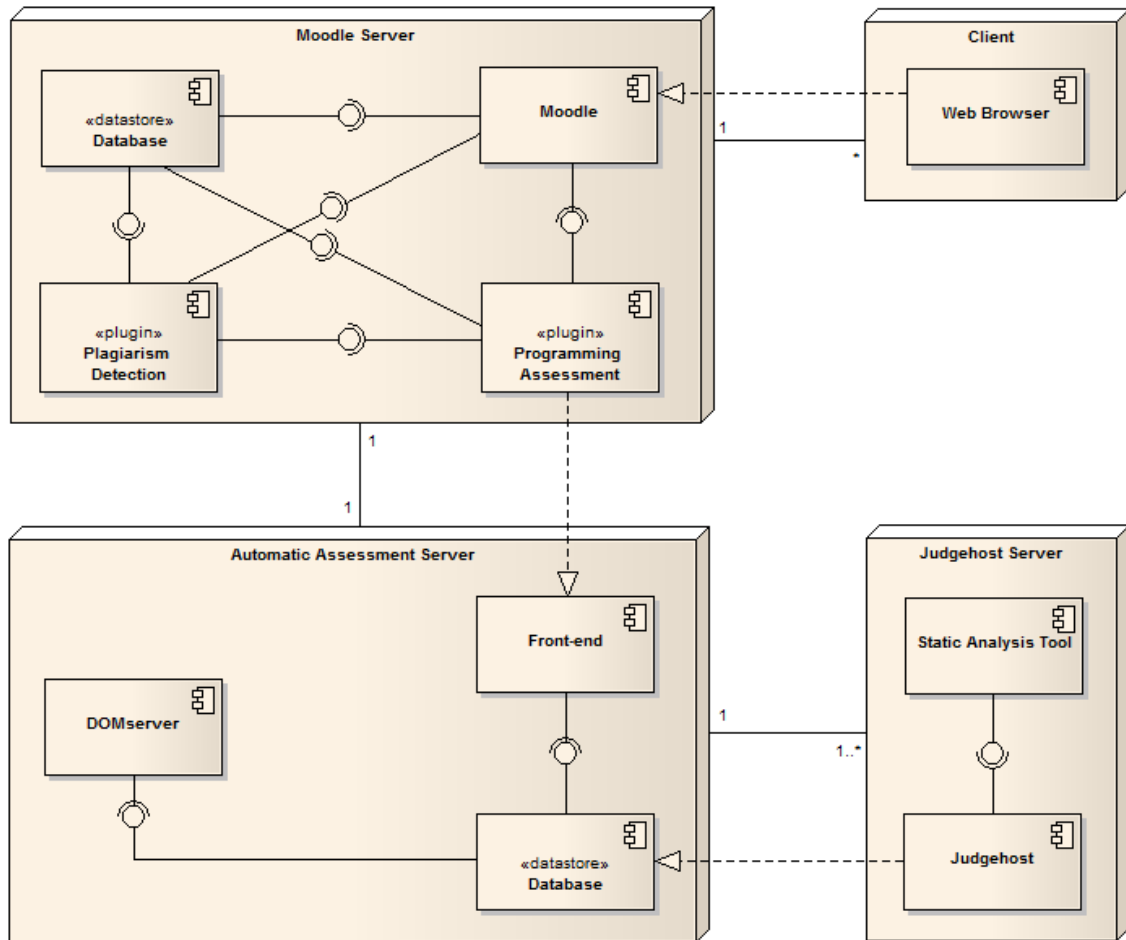 Moodle Server
«datastore»
Database
Moodle
«plugin»
Plagiarism
Detection
«plugin»
Programming
Assessment
Client
Web Browser
1
*
1
1
Automatic Assessment Server
Front-end
DOMserver
«datastore»
Database
1
1..*
Judgehost Server
Static Analysis Tool
Judgehost